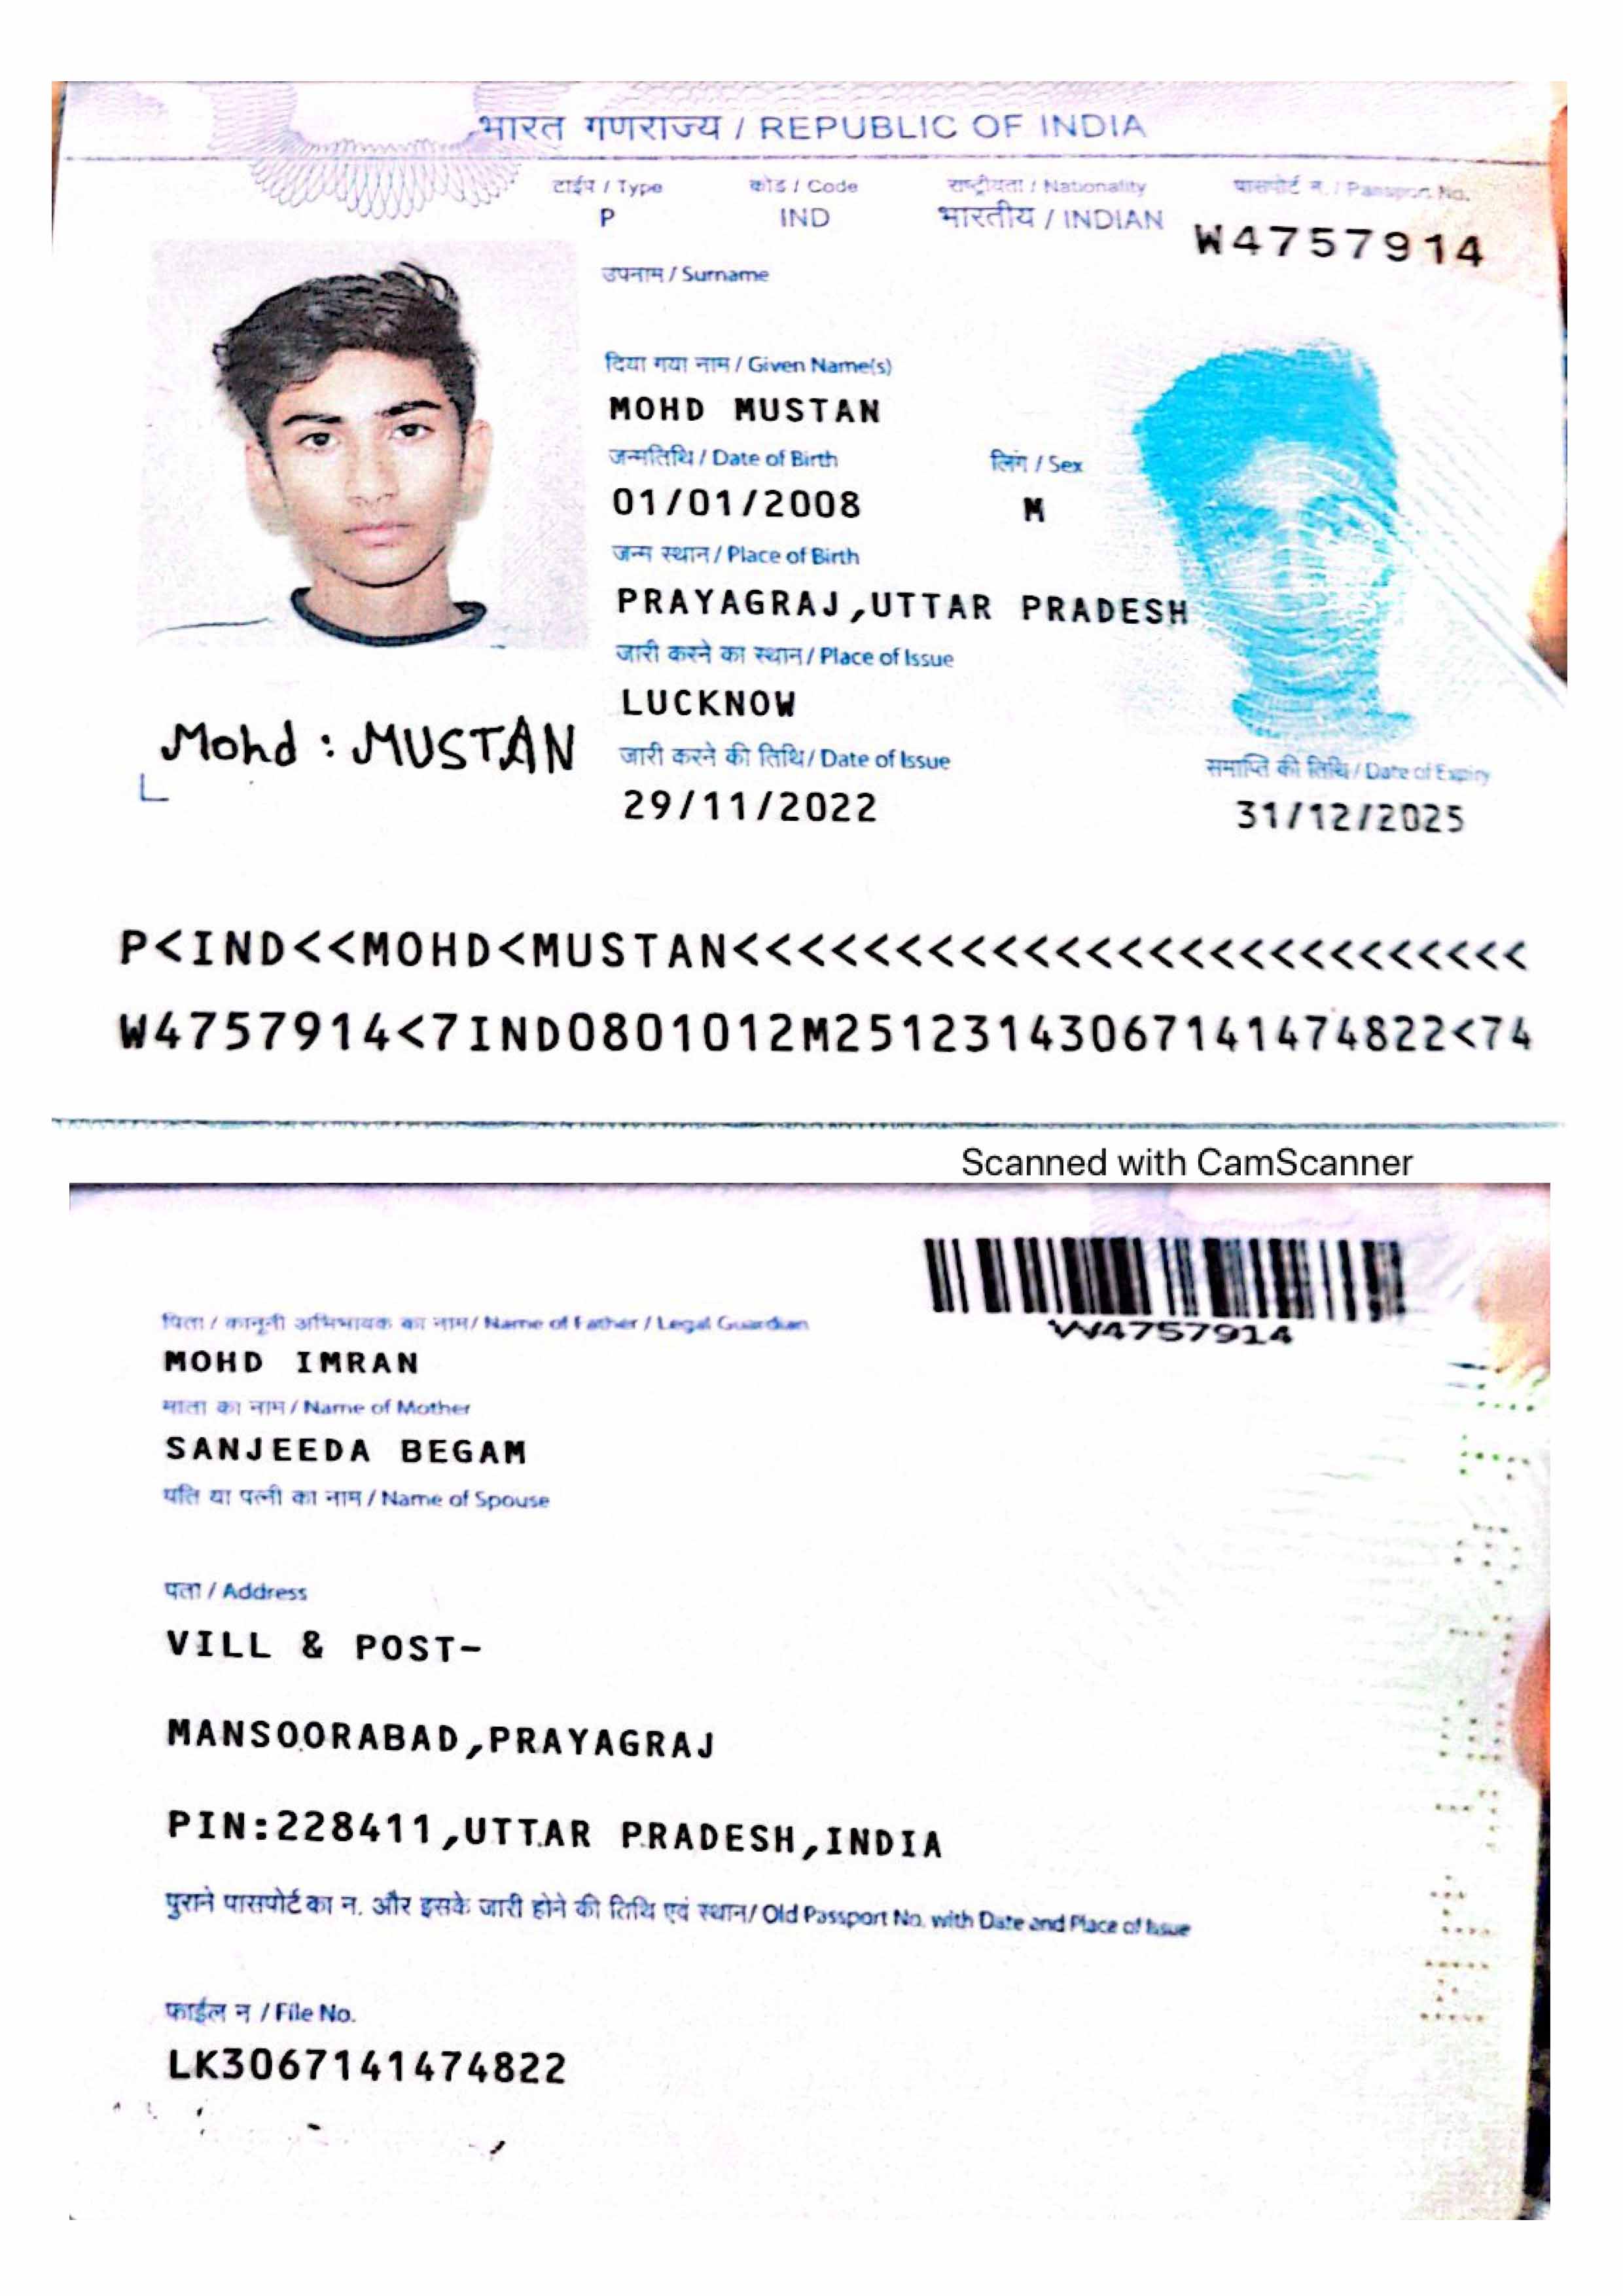 भारत गणराज्य / REPUBLIC OF INDIA
टाईप / Type कोड / Code राष्ट्रीयता / Nationality पासपोर्ट न. / Passport No.
P IND भारतीय / INDIAN W4757914
उपनाम / Surname
दिया गया नाम / Given Name(s)
MOHD MUSTAN
जन्मतिथि / Date of Birth लिंग / Sex
01/01/2008 M
जन्म स्थान / Place of Birth
PRAYAGRAJ,UTTAR PRADESH
जारी करने का स्थान / Place of Issue
LUCKNOW
Mohd : MUSTAN
जारी करने की तिथि / Date of Issue समाप्ति की तिथि / Date of Expiry
29/11/2022 31/12/2025
P<IND<<MOHD<MUSTAN<<<<<<<<<<<<<<<<<<<<<<<<<<
W4757914<7IND0801012M25123143067141474822<74
Scanned with CamScanner
W4757914
पिता / कानूनी अभिभावक का नाम / Name of Father / Legal Guardian
MOHD IMRAN
माता का नाम / Name of Mother
SANJEEDA BEGAM
पति या पत्नी का नाम / Name of Spouse
पता / Address
VILL & POST-
MANSOORABAD,PRAYAGRAJ
PIN:228411,UTTAR PRADESH,INDIA
पुराने पासपोर्ट का न. और इसके जारी होने की तिथि एवं स्थान / Old Passport No. with Date and Place of Issue
फाईल न / File No.
LK3067141474822